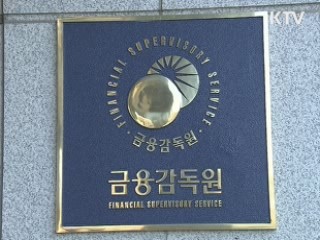 KTV
· FINANCIAL SUPERVISORY SERVICE ·
금융감독원
금융감독원
FINANCIAL SUPERVISORY SERVICE